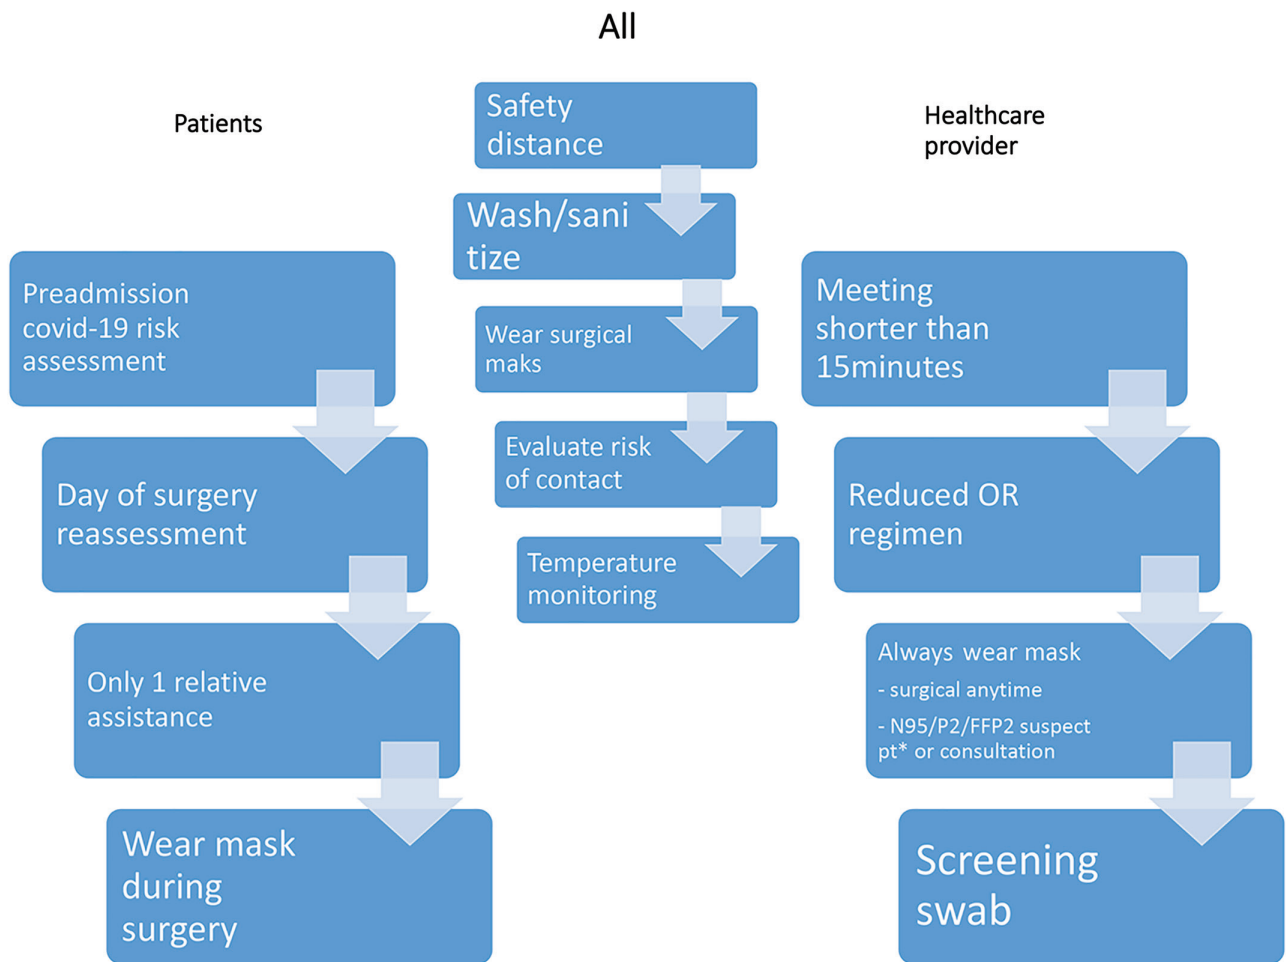 All
Patients
Preadmission
covid-19 risk
assessment
Day of surgery
reassessment
Only 1 relative
assistance
Wear mask
during
surgery
Safety
distance
Wash/sani
tize
Wear surgical
maks
Evaluate risk
of contact
Temperature
monitoring
Healthcare
provider
Meeting
shorter than
15minutes
Reduced OR
regimen
Always wear mask
- surgical anytime
- N95/P2/FFP2 suspect
pt* or consultation
Screening
swab